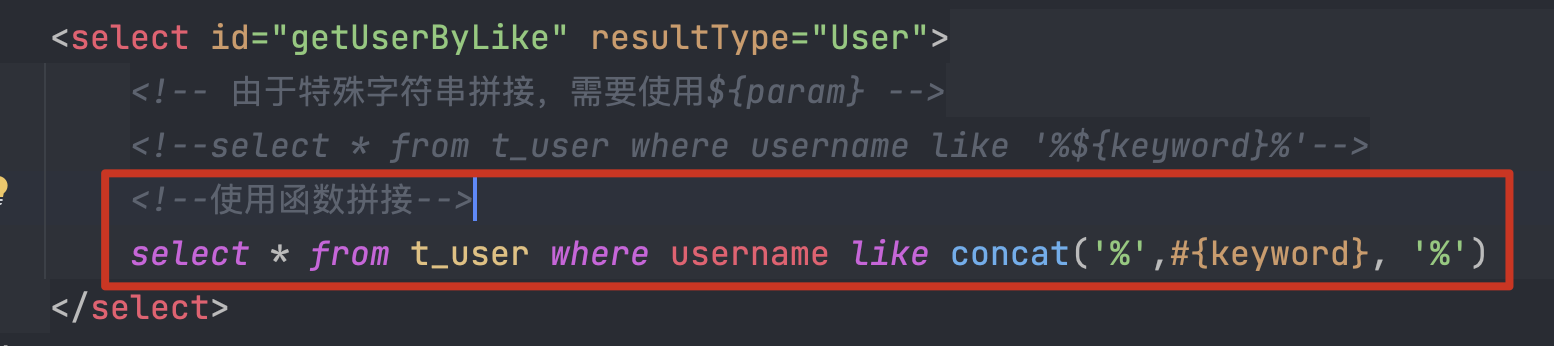 <select id="getUserByLike" resultType="User">
<!-- 由于特殊字符串拼接，需要使用${param} -->
<!--select * from t_user where username like '%${keyword}%'-->
<!--使用函数拼接-->
select * from t_user where username like concat('%',#{keyword}, '%')
</select>